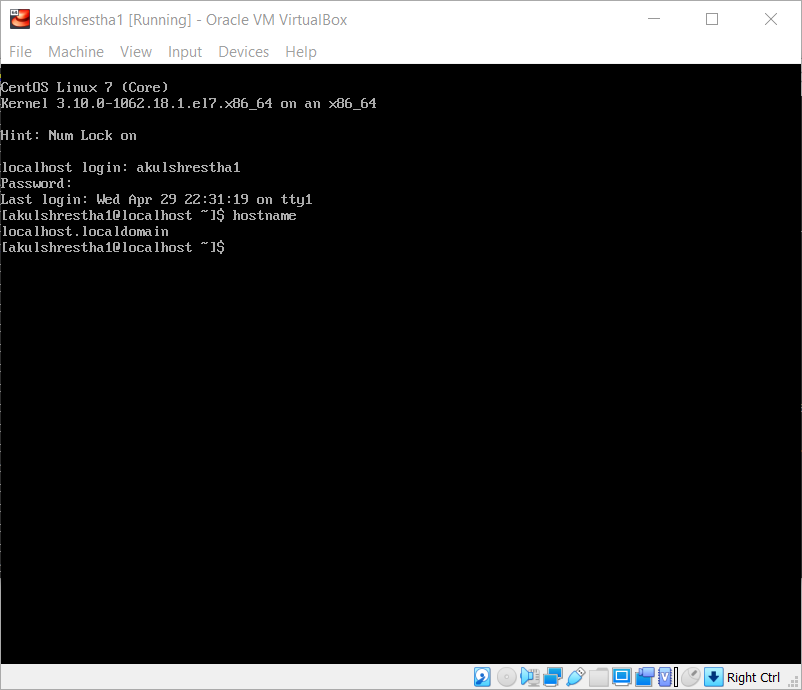 akulshrestha1 [Running] - Oracle VM VirtualBox
File Machine View Input Devices Help
CentOS Linux 7 (Core)
Kernel 3.10.0-1062.18.1.el7.x86_64 on an x86_64
Hint: Num Lock on
localhost login: akulshrestha1
Password:
Last login: Wed Apr 29 22:31:19 on tty1
[akulshrestha1@localhost ~]$ hostname
localhost.localdomain
[akulshrestha1@localhost ~]$
Right Ctrl